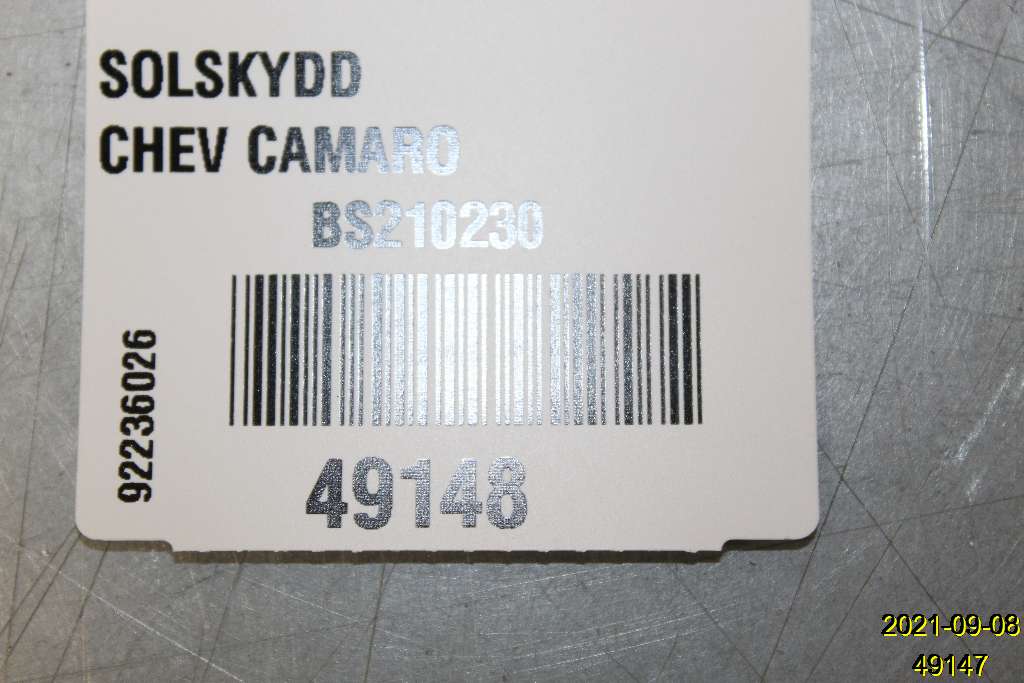 SOLSKYDD
CHEV CAMARO
BS210230
92236026
49148
2021-09-08
49147